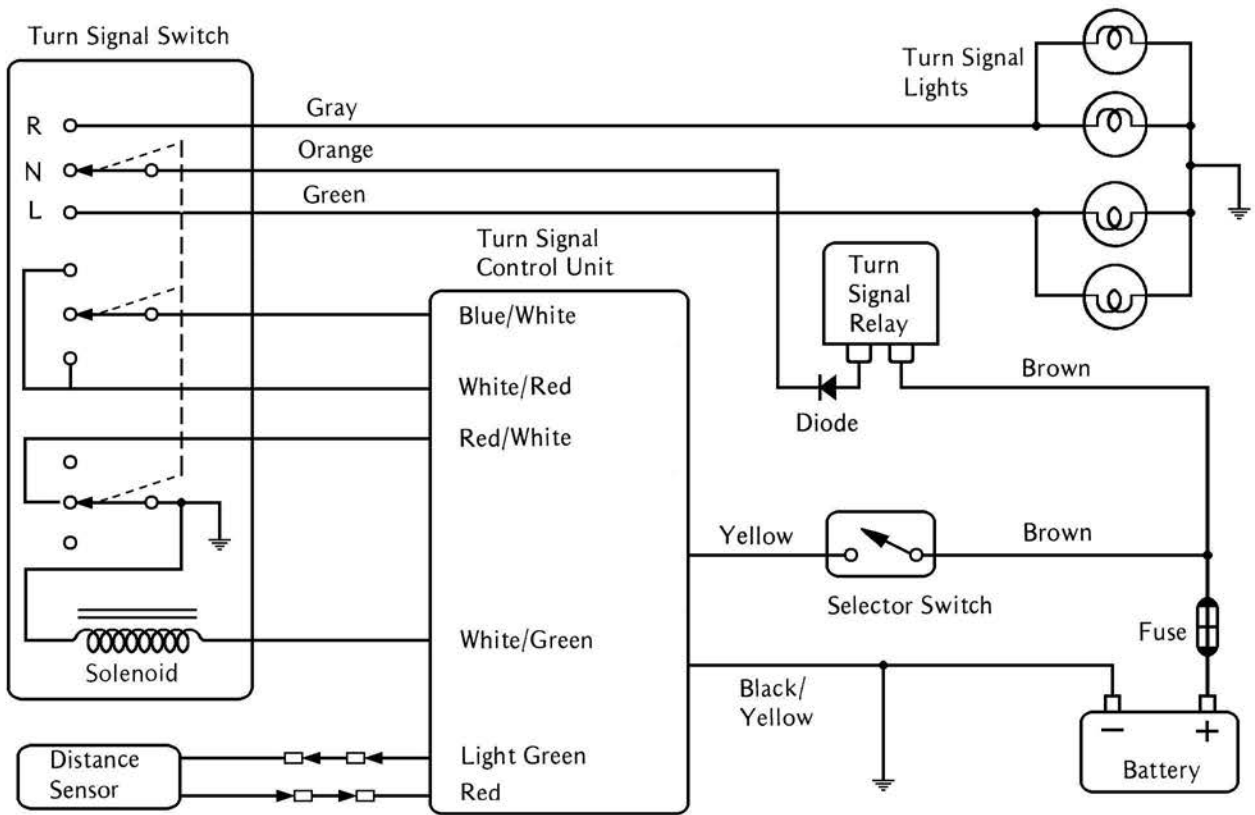 Turn Signal Switch
R
N
L
Gray
Orange
Green
Turn Signal
Lights
Turn Signal
Control Unit
Blue/White
White/Red
Red/White
White/Green
Light Green
Red
Turn
Signal
Relay
Diode
Brown
Yellow
Brown
Selector Switch
Fuse
Black/
Yellow
− +
Battery
Solenoid
Distance
Sensor